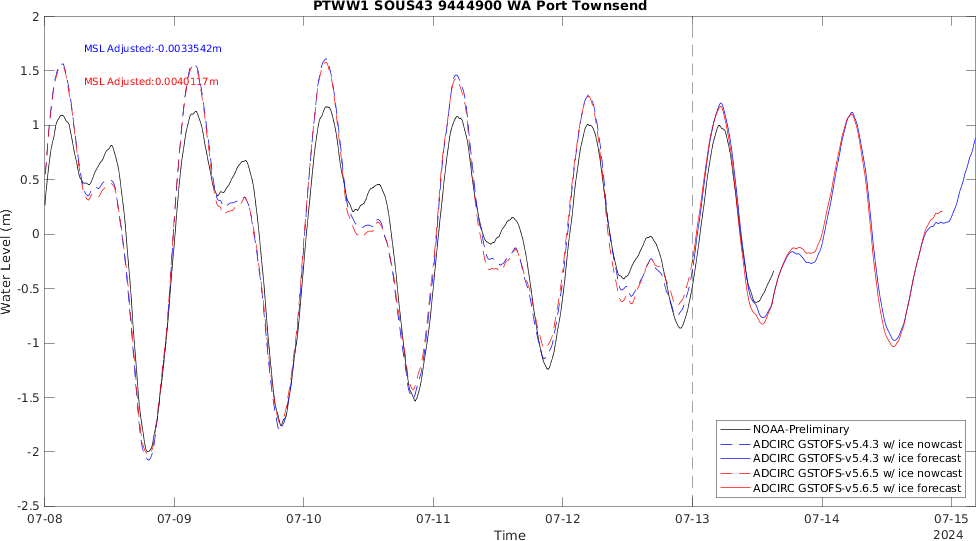 PTWW1 SOUS43 9444900 WA Port Townsend
MSL Adjusted:-0.0033542m
MSL Adjusted:0.0040117m
Water Level (m)
2
1.5
1
0.5
0
-0.5
-1
-1.5
-2
-2.5
NOAA-Preliminary
ADCIRC GSTOFS-v5.4.3 w/ ice nowcast
ADCIRC GSTOFS-v5.4.3 w/ ice forecast
ADCIRC GSTOFS-v5.6.5 w/ ice nowcast
ADCIRC GSTOFS-v5.6.5 w/ ice forecast
07-08 07-09 07-10 07-11 07-12 07-13 07-14 07-15
Time
2024